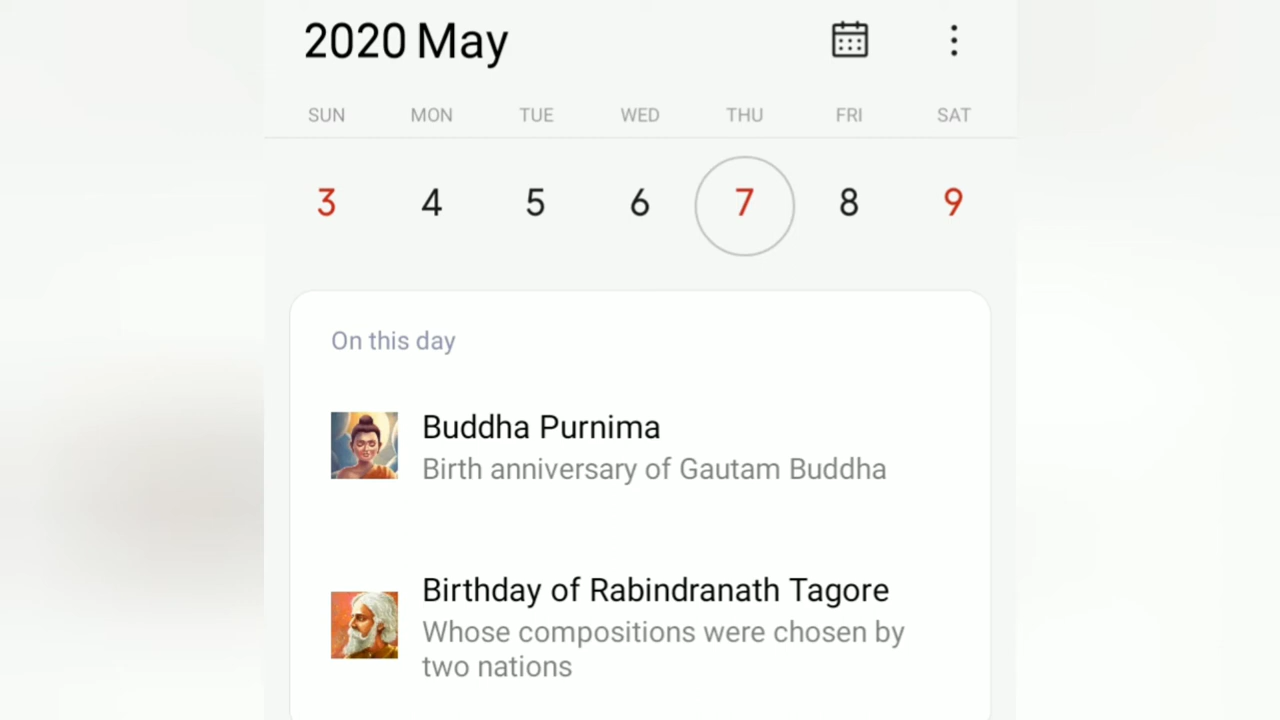 2020 May
SUN MON TUE WED THU FRI SAT
3 4 5 6 7 8 9
On this day
Buddha Purnima
Birth anniversary of Gautam Buddha
Birthday of Rabindranath Tagore
Whose compositions were chosen by
two nations